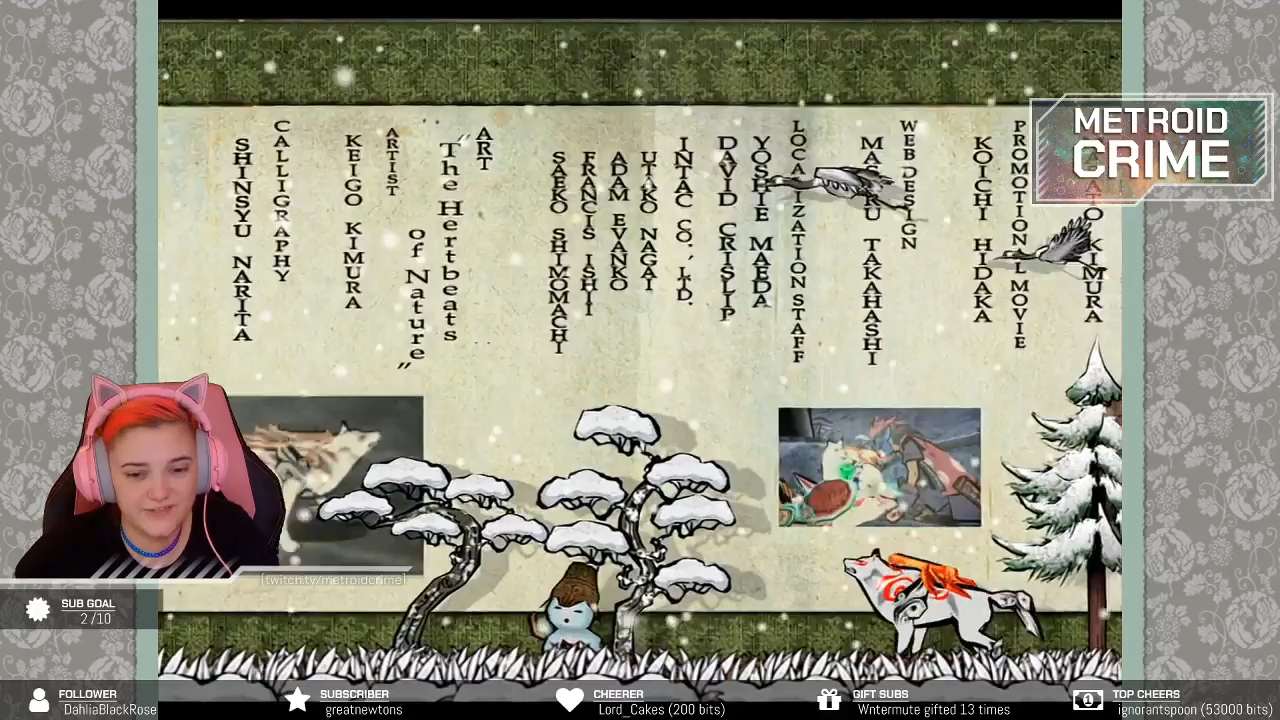 METROID
CRIME
KIMURA
PROMOTIONAL MOVIE
KOICHI HIDAKA
WEB DESIGN
TAKAHASHI
LOCALIZATION STAFF
YOSHIE MAEDA
DAVID CRISLIP
INTAC CO., LTD.
UTAKO NAGAI
ADAM EVANKO
FRANCIS ISHII
SAEKO SHIMOMACHI
ART
"The Hertbeats
of Nature"
ARTIST
KEIGO KIMURA
CALLIGRAPHY
SHINSYU NARITA
[twitch.tv/metroidcrime]
SUB GOAL
2 / 10
FOLLOWER
DahliaBlackRose
SUBSCRIBER
greatnewtons
CHEERER
Lord_Cakes (200 bits)
GIFT SUBS
Wntermute gifted 13 times
TOP CHEERS
ignorantspoon (53000 bits)